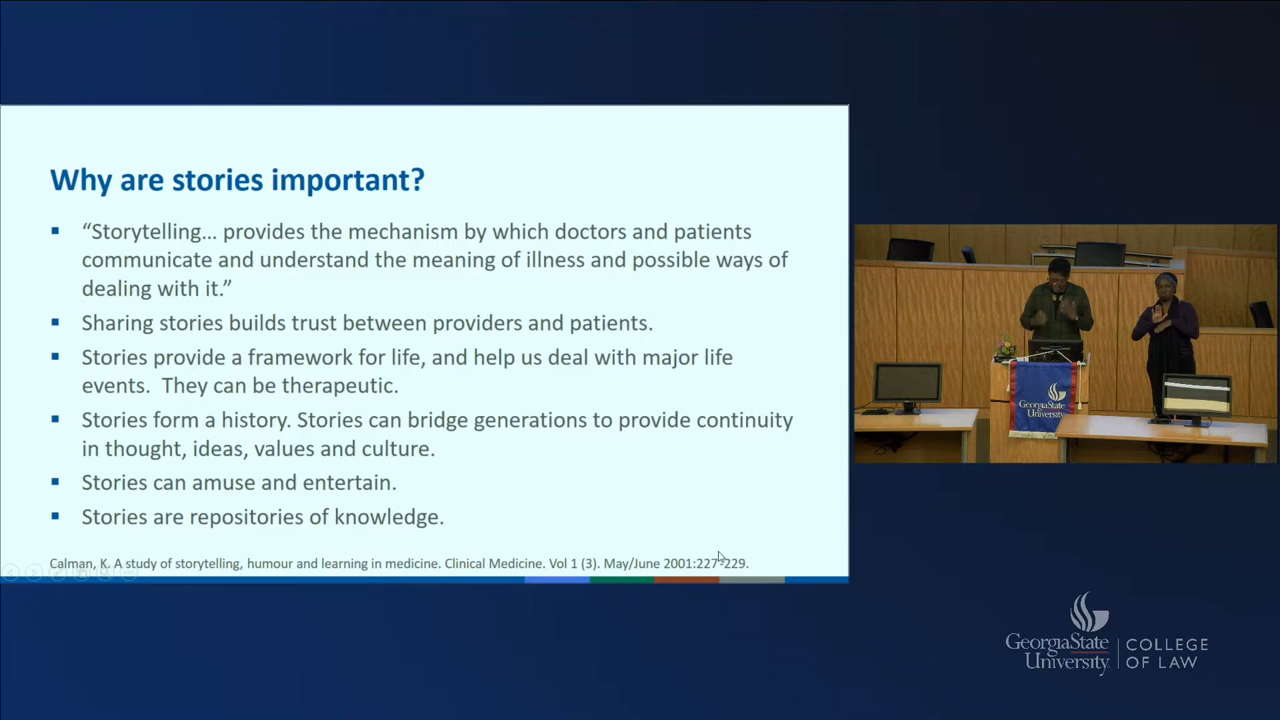 Why are stories important?
▪ “Storytelling… provides the mechanism by which doctors and patients
communicate and understand the meaning of illness and possible ways of
dealing with it.”
▪ Sharing stories builds trust between providers and patients.
▪ Stories provide a framework for life, and help us deal with major life
events.  They can be therapeutic.
▪ Stories form a history. Stories can bridge generations to provide continuity
in thought, ideas, values and culture.
▪ Stories can amuse and entertain.
▪ Stories are repositories of knowledge.
Calman, K. A study of storytelling, humour and learning in medicine. Clinical Medicine. Vol 1 (3). May/June 2001:227-229.
GeorgiaState
University
GeorgiaState
University
COLLEGE
OF LAW